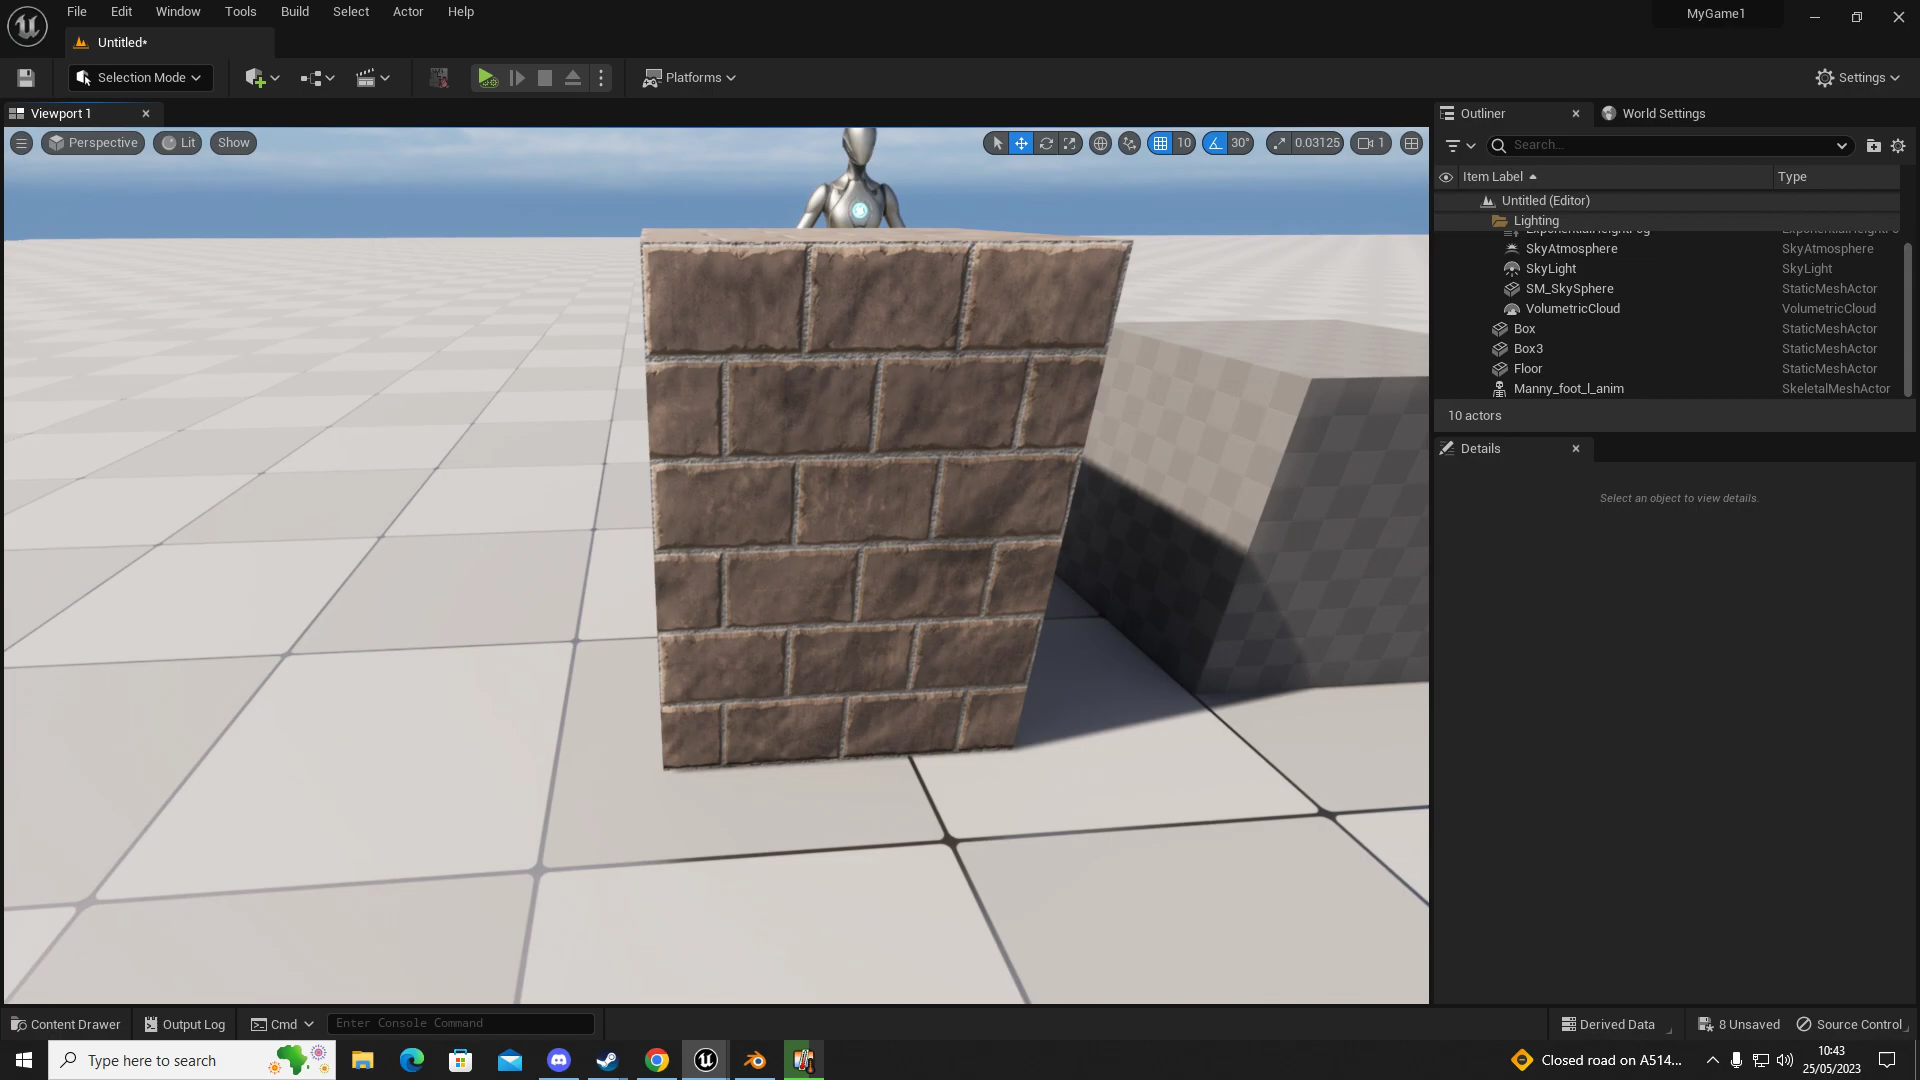 File Edit Window Tools Build Select Actor Help
MyGame1
Untitled*
Selection Mode
Platforms
Settings
Viewport 1
Outliner
World Settings
Perspective
Lit
Show
10
30°
0.03125
1
Search...
Item Label
Type
Untitled (Editor)
Lighting
SkyAtmosphere SkyAtmosphere
SkyLight SkyLight
SM_SkySphere StaticMeshActor
VolumetricCloud VolumetricCloud
Box StaticMeshActor
Box3 StaticMeshActor
Floor StaticMeshActor
Manny_foot_l_anim SkeletalMeshActor
10 actors
Details
Select an object to view details.
Content Drawer
Output Log
Cmd
Enter Console Command
Derived Data
8 Unsaved
Source Control
Type here to search
Closed road on A514...
10:43
25/05/2023